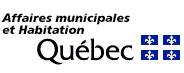 Affaires municipales
et Habitation
Québec